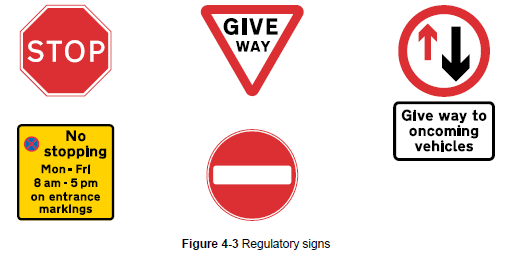 STOP
GIVE
WAY
Give way to
oncoming
vehicles
No
stopping
Mon - Fri
8 am - 5 pm
on entrance
markings
Figure 4-3 Regulatory signs